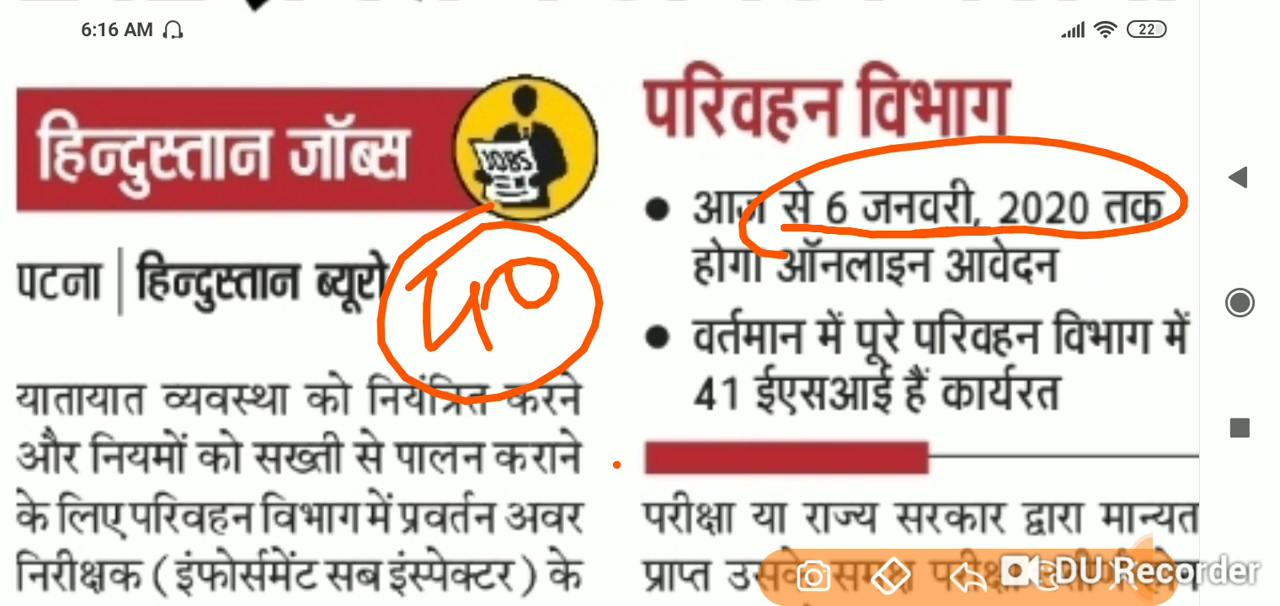 6:16 AM
22
हिन्दुस्तान जॉब्स
JOBS
पटना | हिन्दुस्तान ब्यूरो
यातायात व्यवस्था को नियंत्रित करने
और नियमों को सख्ती से पालन कराने
के लिए परिवहन विभाग में प्रवर्तन अवर
निरीक्षक (इंफोर्समेंट सब इंस्पेक्टर) के
परिवहन विभाग
• आज से 6 जनवरी, 2020 तक
होगा ऑनलाइन आवेदन
• वर्तमान में पूरे परिवहन विभाग में
41 ईएसआई हैं कार्यरत
परीक्षा या राज्य सरकार द्वारा मान्यत
प्राप्त
DU Recorder